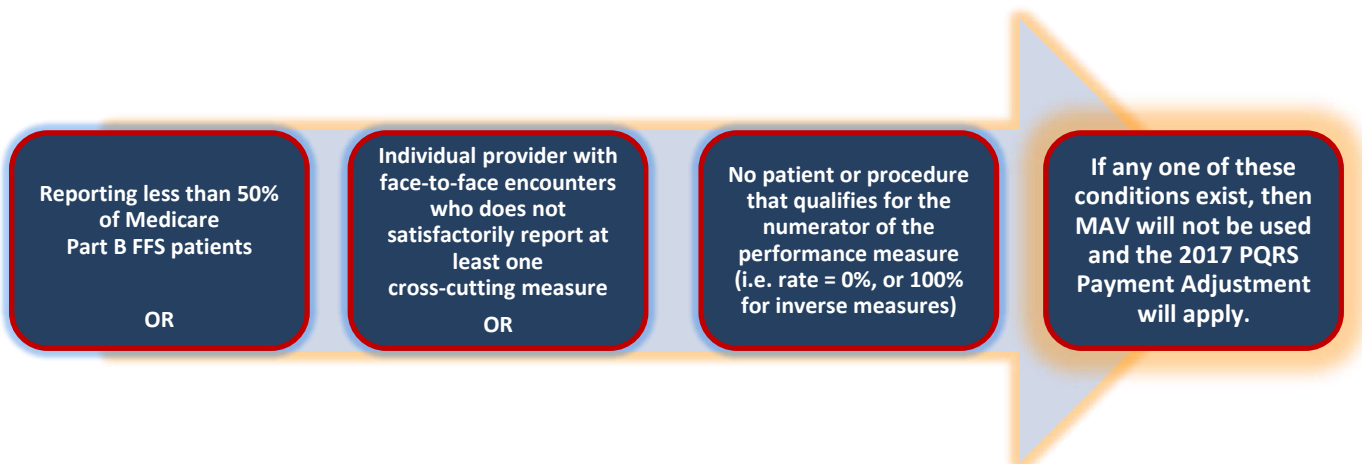 Reporting less than 50%
of Medicare
Part B FFS patients
OR
Individual provider with
face-to-face encounters
who does not
satisfactorily report at
least one
cross-cutting measure
OR
No patient or procedure
that qualifies for the
numerator of the
performance measure
(i.e. rate = 0%, or 100%
for inverse measures)
If any one of these
conditions exist, then
MAV will not be used
and the 2017 PQRS
Payment Adjustment
will apply.